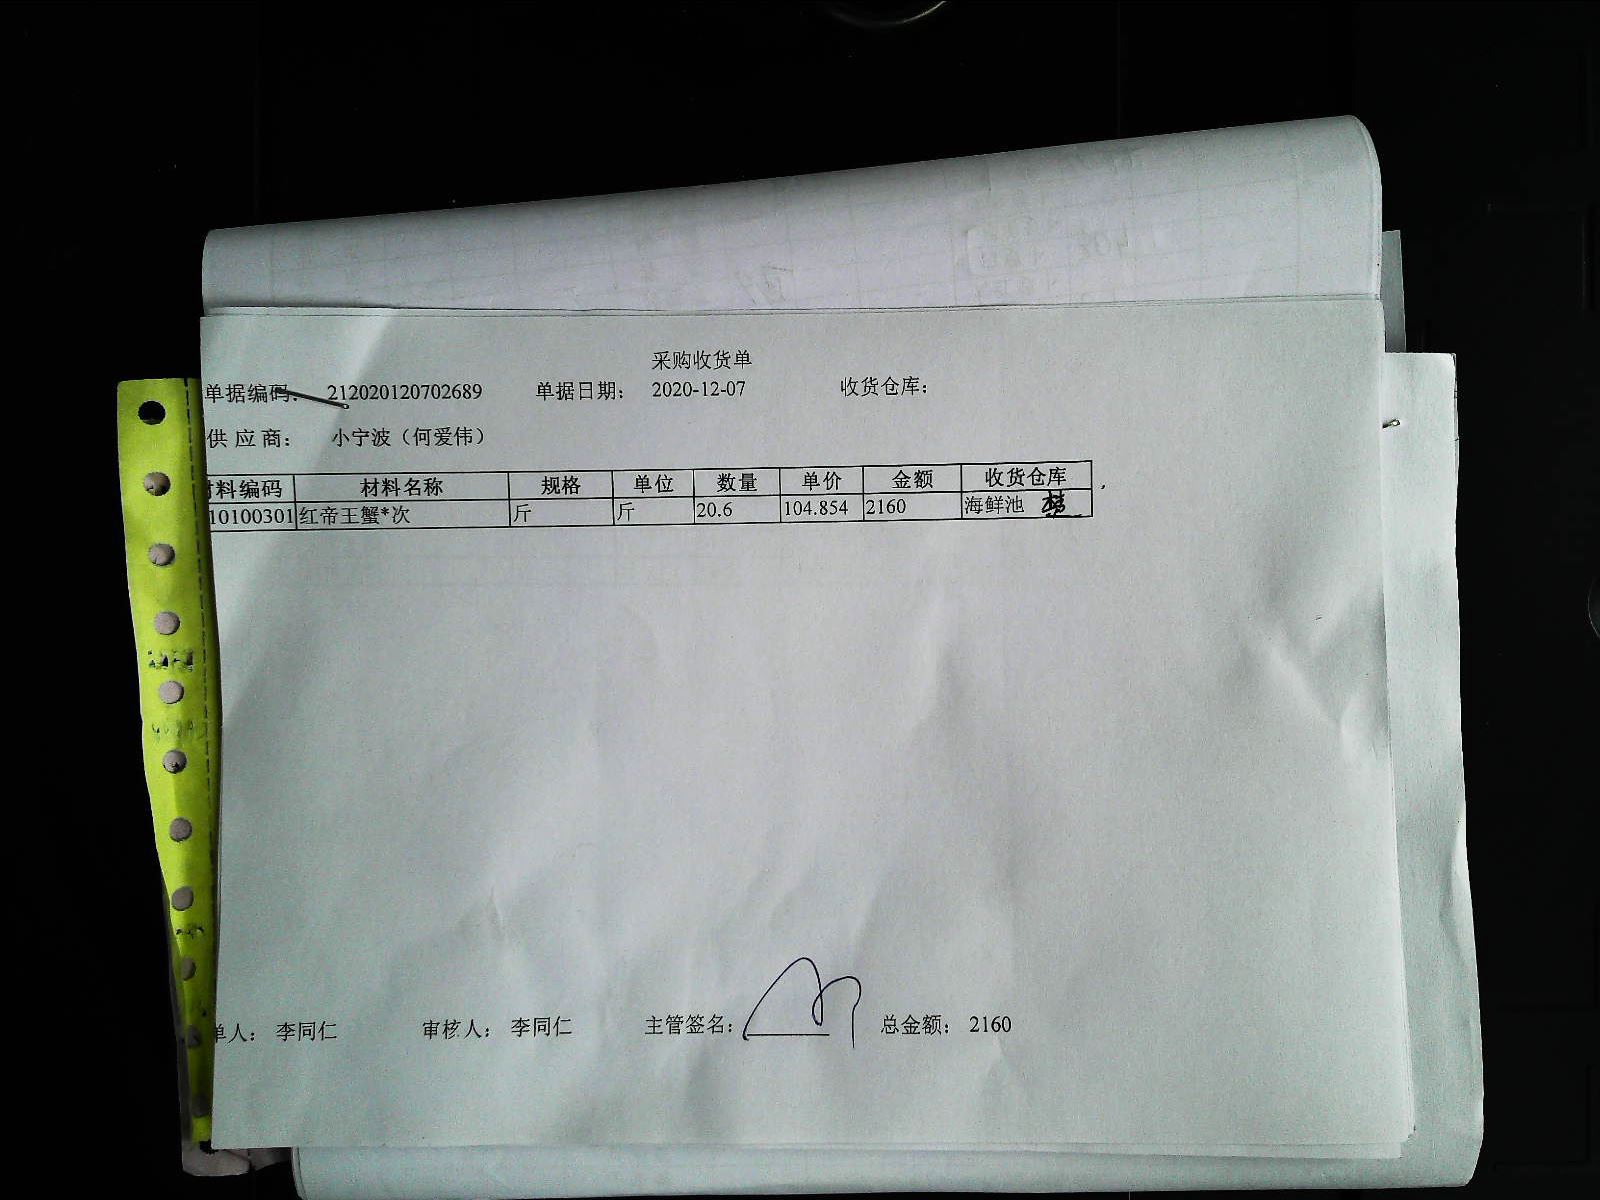 采购收货单
单据编码： 212020120702689 单据日期： 2020-12-07 收货仓库：
供应商： 小宁波（何爱伟）
材料编码 材料名称 规格 单位 数量 单价 金额 收货仓库
10100301 红帝王蟹*次 斤 斤 20.6 104.854 2160 海鲜池
单人： 李同仁 审核人： 李同仁 主管签名： 总金额： 2160